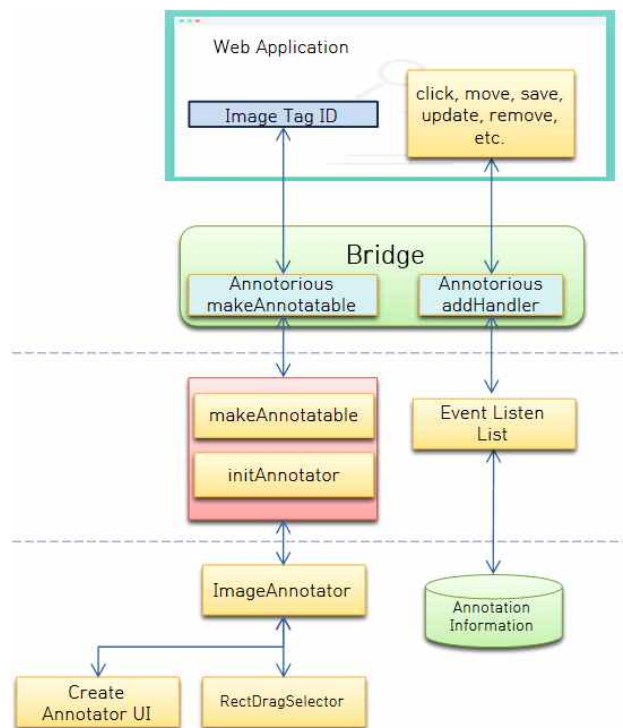 Web Application
Image Tag ID
click, move, save,
update, remove,
etc.
Bridge
Annotorious
makeAnnotatable
Annotorious
addHandler
makeAnnotatable
initAnnotator
Event Listen
List
ImageAnnotator
Annotation
Information
Create
Annotator UI
RectDragSelector